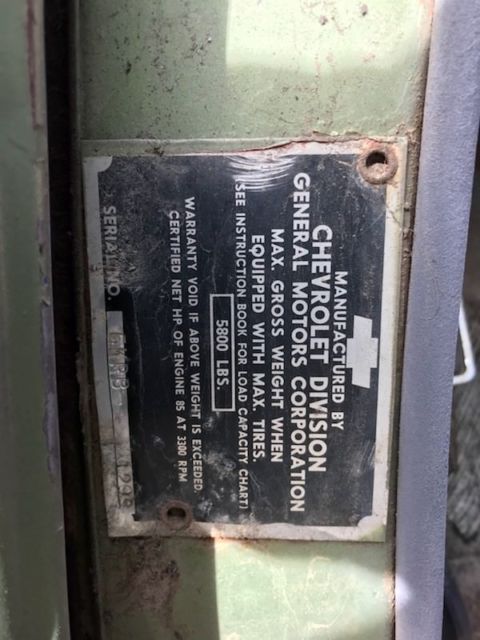 MANUFACTURED BY
CHEVROLET DIVISION
GENERAL MOTORS CORPORATION
MAX. GROSS WEIGHT WHEN
EQUIPPED WITH MAX. TIRES.
(SEE INSTRUCTION BOOK FOR LOAD CAPACITY CHART)
5800 LBS.
WARRANTY VOID IF ABOVE WEIGHT IS EXCEEDED.
CERTIFIED NET HP OF ENGINE 85 AT 3300 RPM
SERIAL NO.